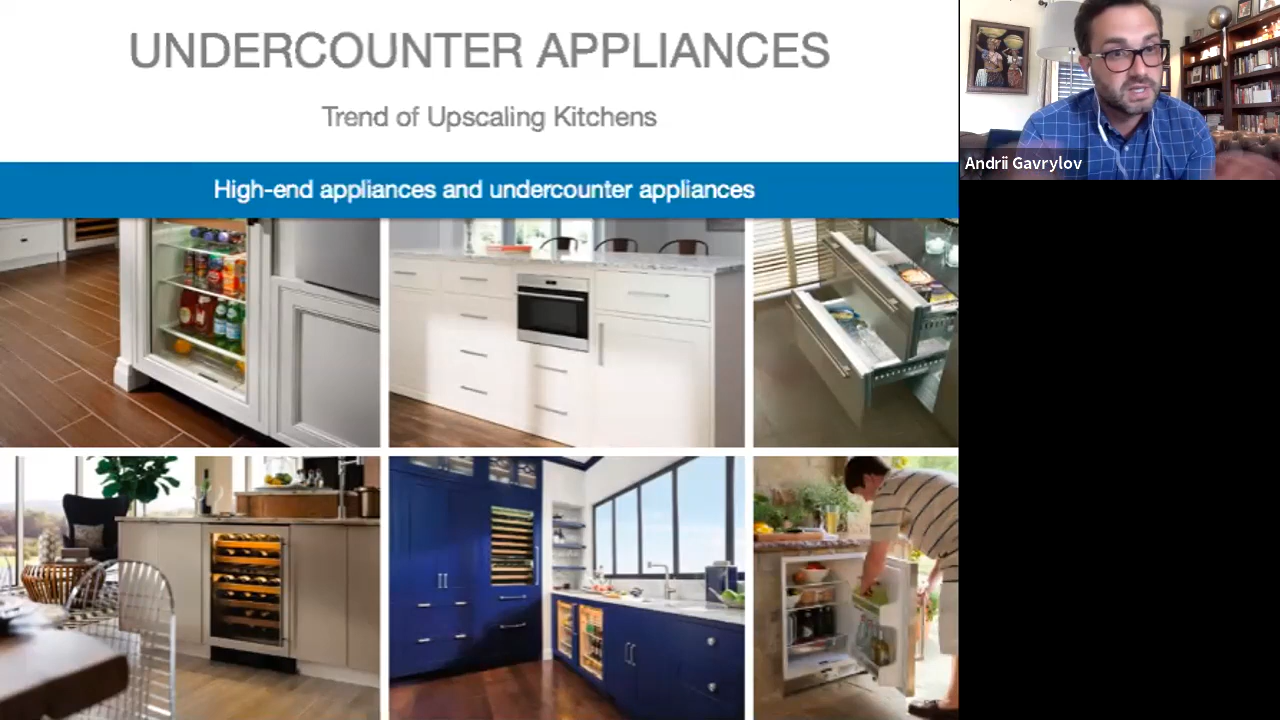 UNDERCOUNTER APPLIANCES
Trend of Upscaling Kitchens
High-end appliances and undercounter appliances
Andrii Gavrylov